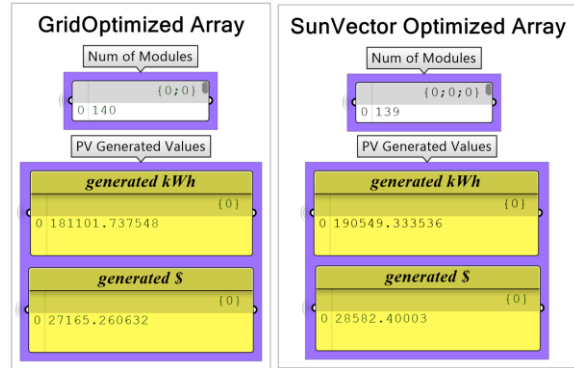 GridOptimized Array
Num of Modules
{0;0}
0 140
PV Generated Values
generated kWh
{0}
0 181101.737548
generated $
{0}
0 27165.260632
SunVector Optimized Array
Num of Modules
{0;0;0}
0 139
PV Generated Values
generated kWh
{0}
0 190549.333536
generated $
{0}
0 28582.40003